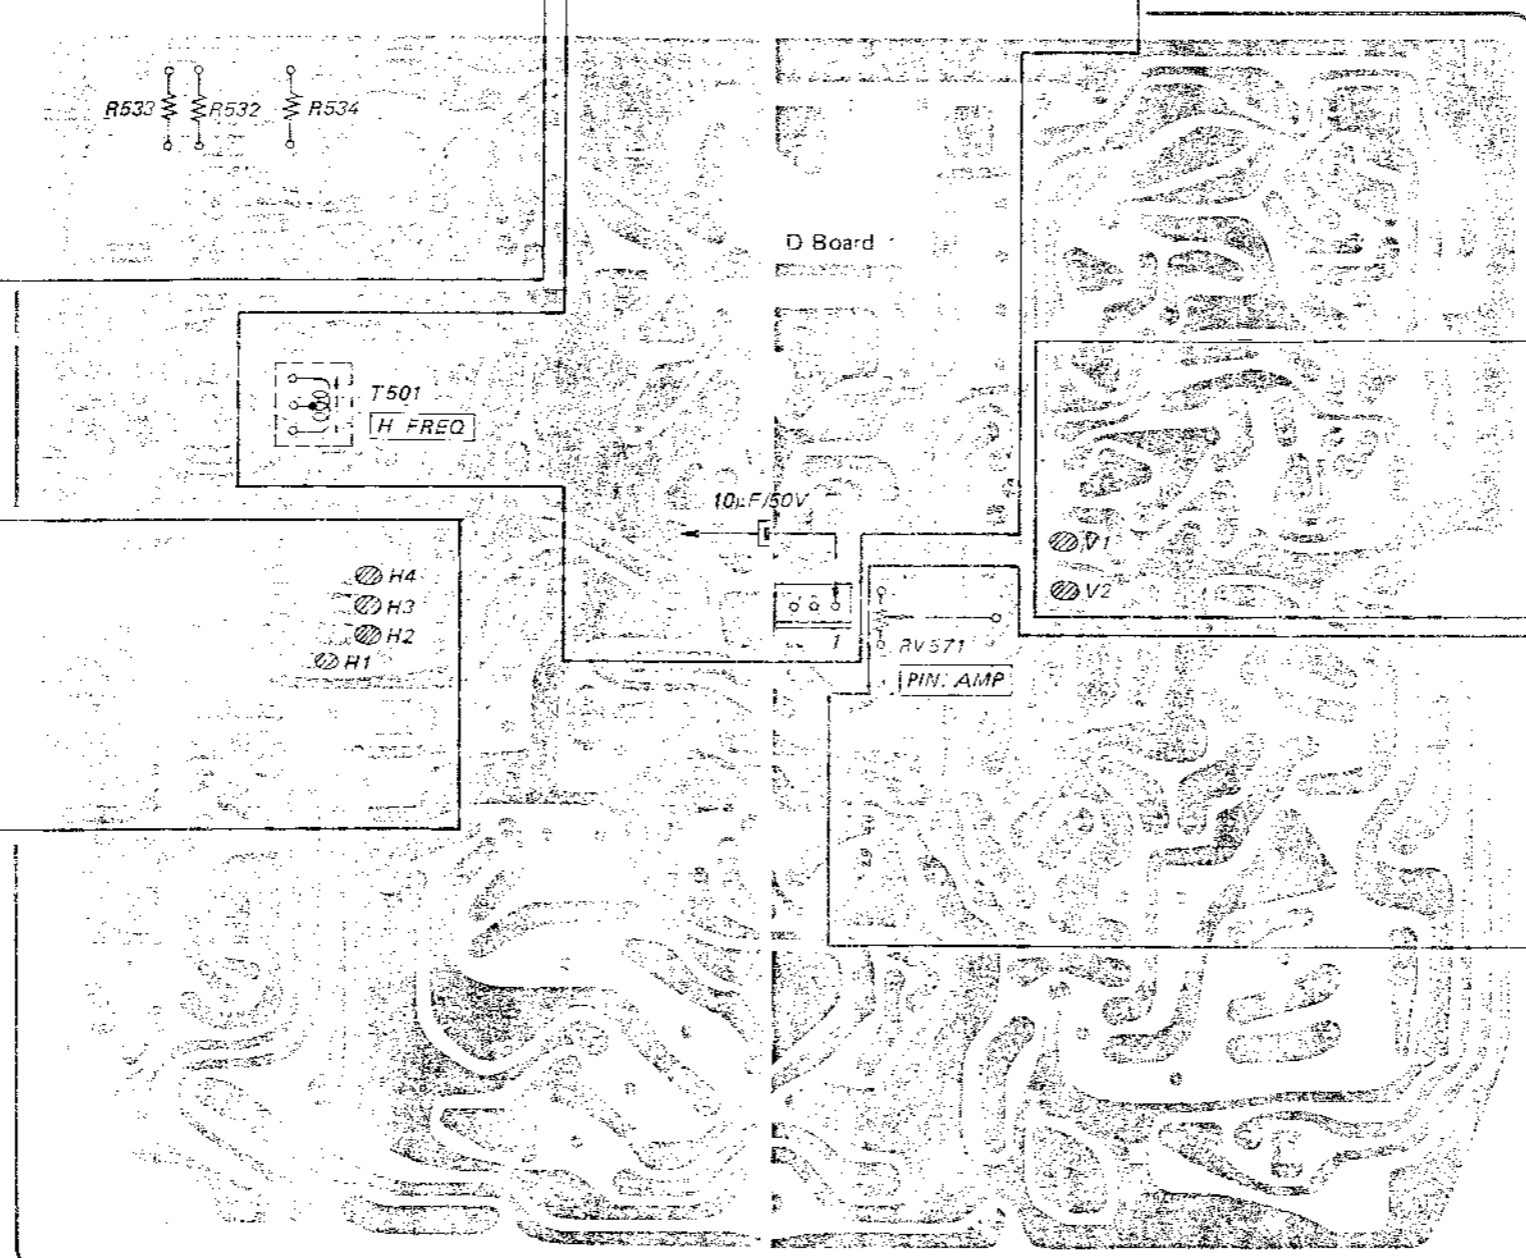 R533
R532
R534
D Board
T501
H FREQ
10µF/50V
V1
V2
H4
H3
H2
H1
1
RV571
PIN. AMP